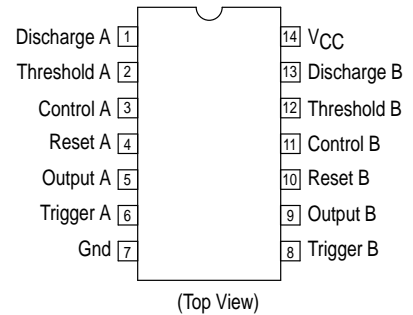 Discharge A 1 14 VCC
Threshold A 2 13 Discharge B
Control A 3 12 Threshold B
Reset A 4 11 Control B
Output A 5 10 Reset B
Trigger A 6 9 Output B
Gnd 7 8 Trigger B
(Top View)